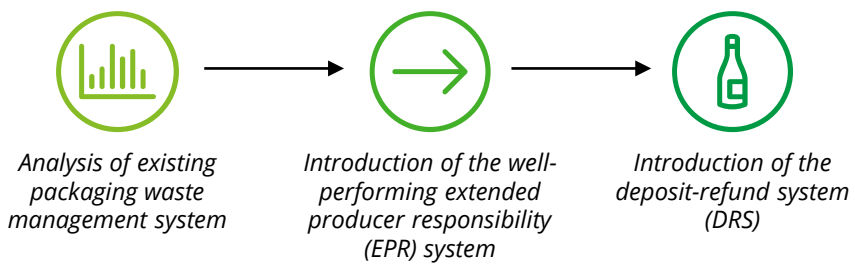 Analysis of existing
packaging waste
management system
Introduction of the well-
performing extended
producer responsibility
(EPR) system
Introduction of the
deposit-refund system
(DRS)